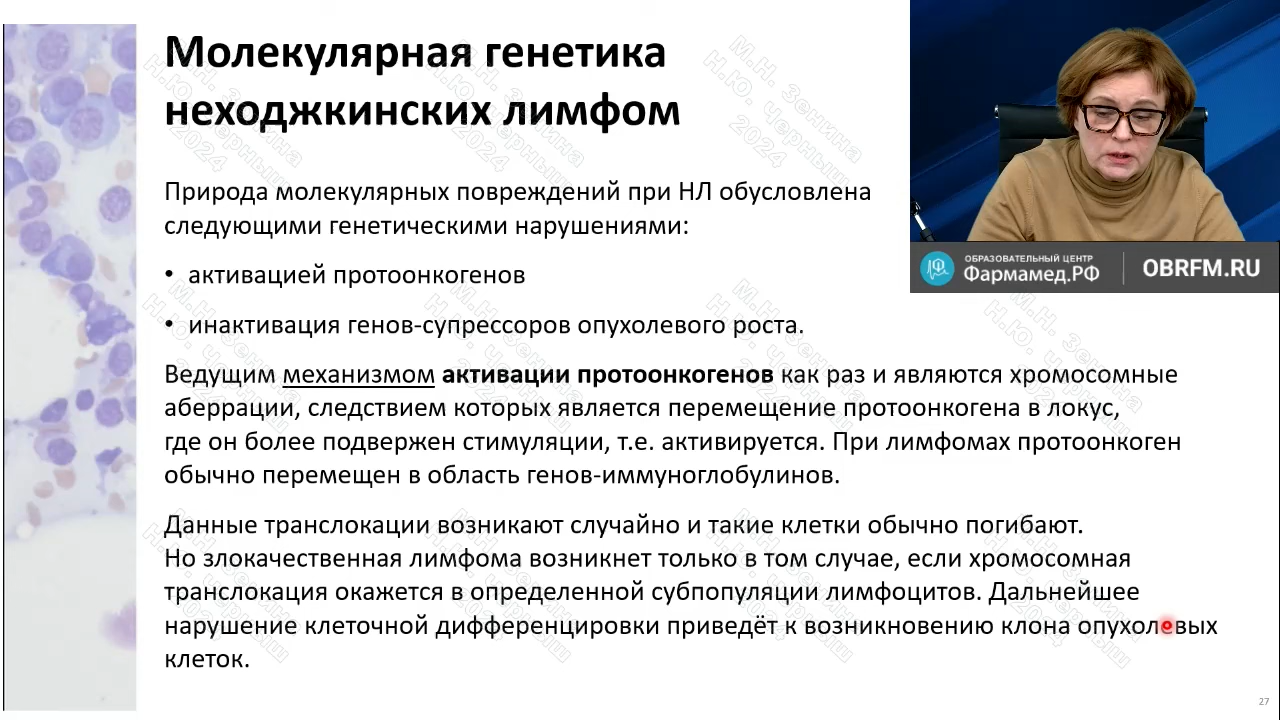 Молекулярная генетика
неходжкинских лимфом
Природа молекулярных повреждений при НЛ обусловлена
следующими генетическими нарушениями:
• активацией протоонкогенов
• инактивация генов-супрессоров опухолевого роста.
Ведущим механизмом активации протоонкогенов как раз и являются хромосомные
аберрации, следствием которых является перемещение протоонкогена в локус,
где он более подвержен стимуляции, т.е. активируется. При лимфомах протоонкоген
обычно перемещен в область генов-иммуноглобулинов.
Данные транслокации возникают случайно и такие клетки обычно погибают.
Но злокачественная лимфома возникнет только в том случае, если хромосомная
транслокация окажется в определенной субпопуляции лимфоцитов. Дальнейшее
нарушение клеточной дифференцировки приведёт к возникновению клона опухолевых
клеток.
ОБРАЗОВАТЕЛЬНЫЙ ЦЕНТР
Фармамед.РФ
OBRFM.RU
М.Н. Зенина
Н.Ю. Черныш
2024
27